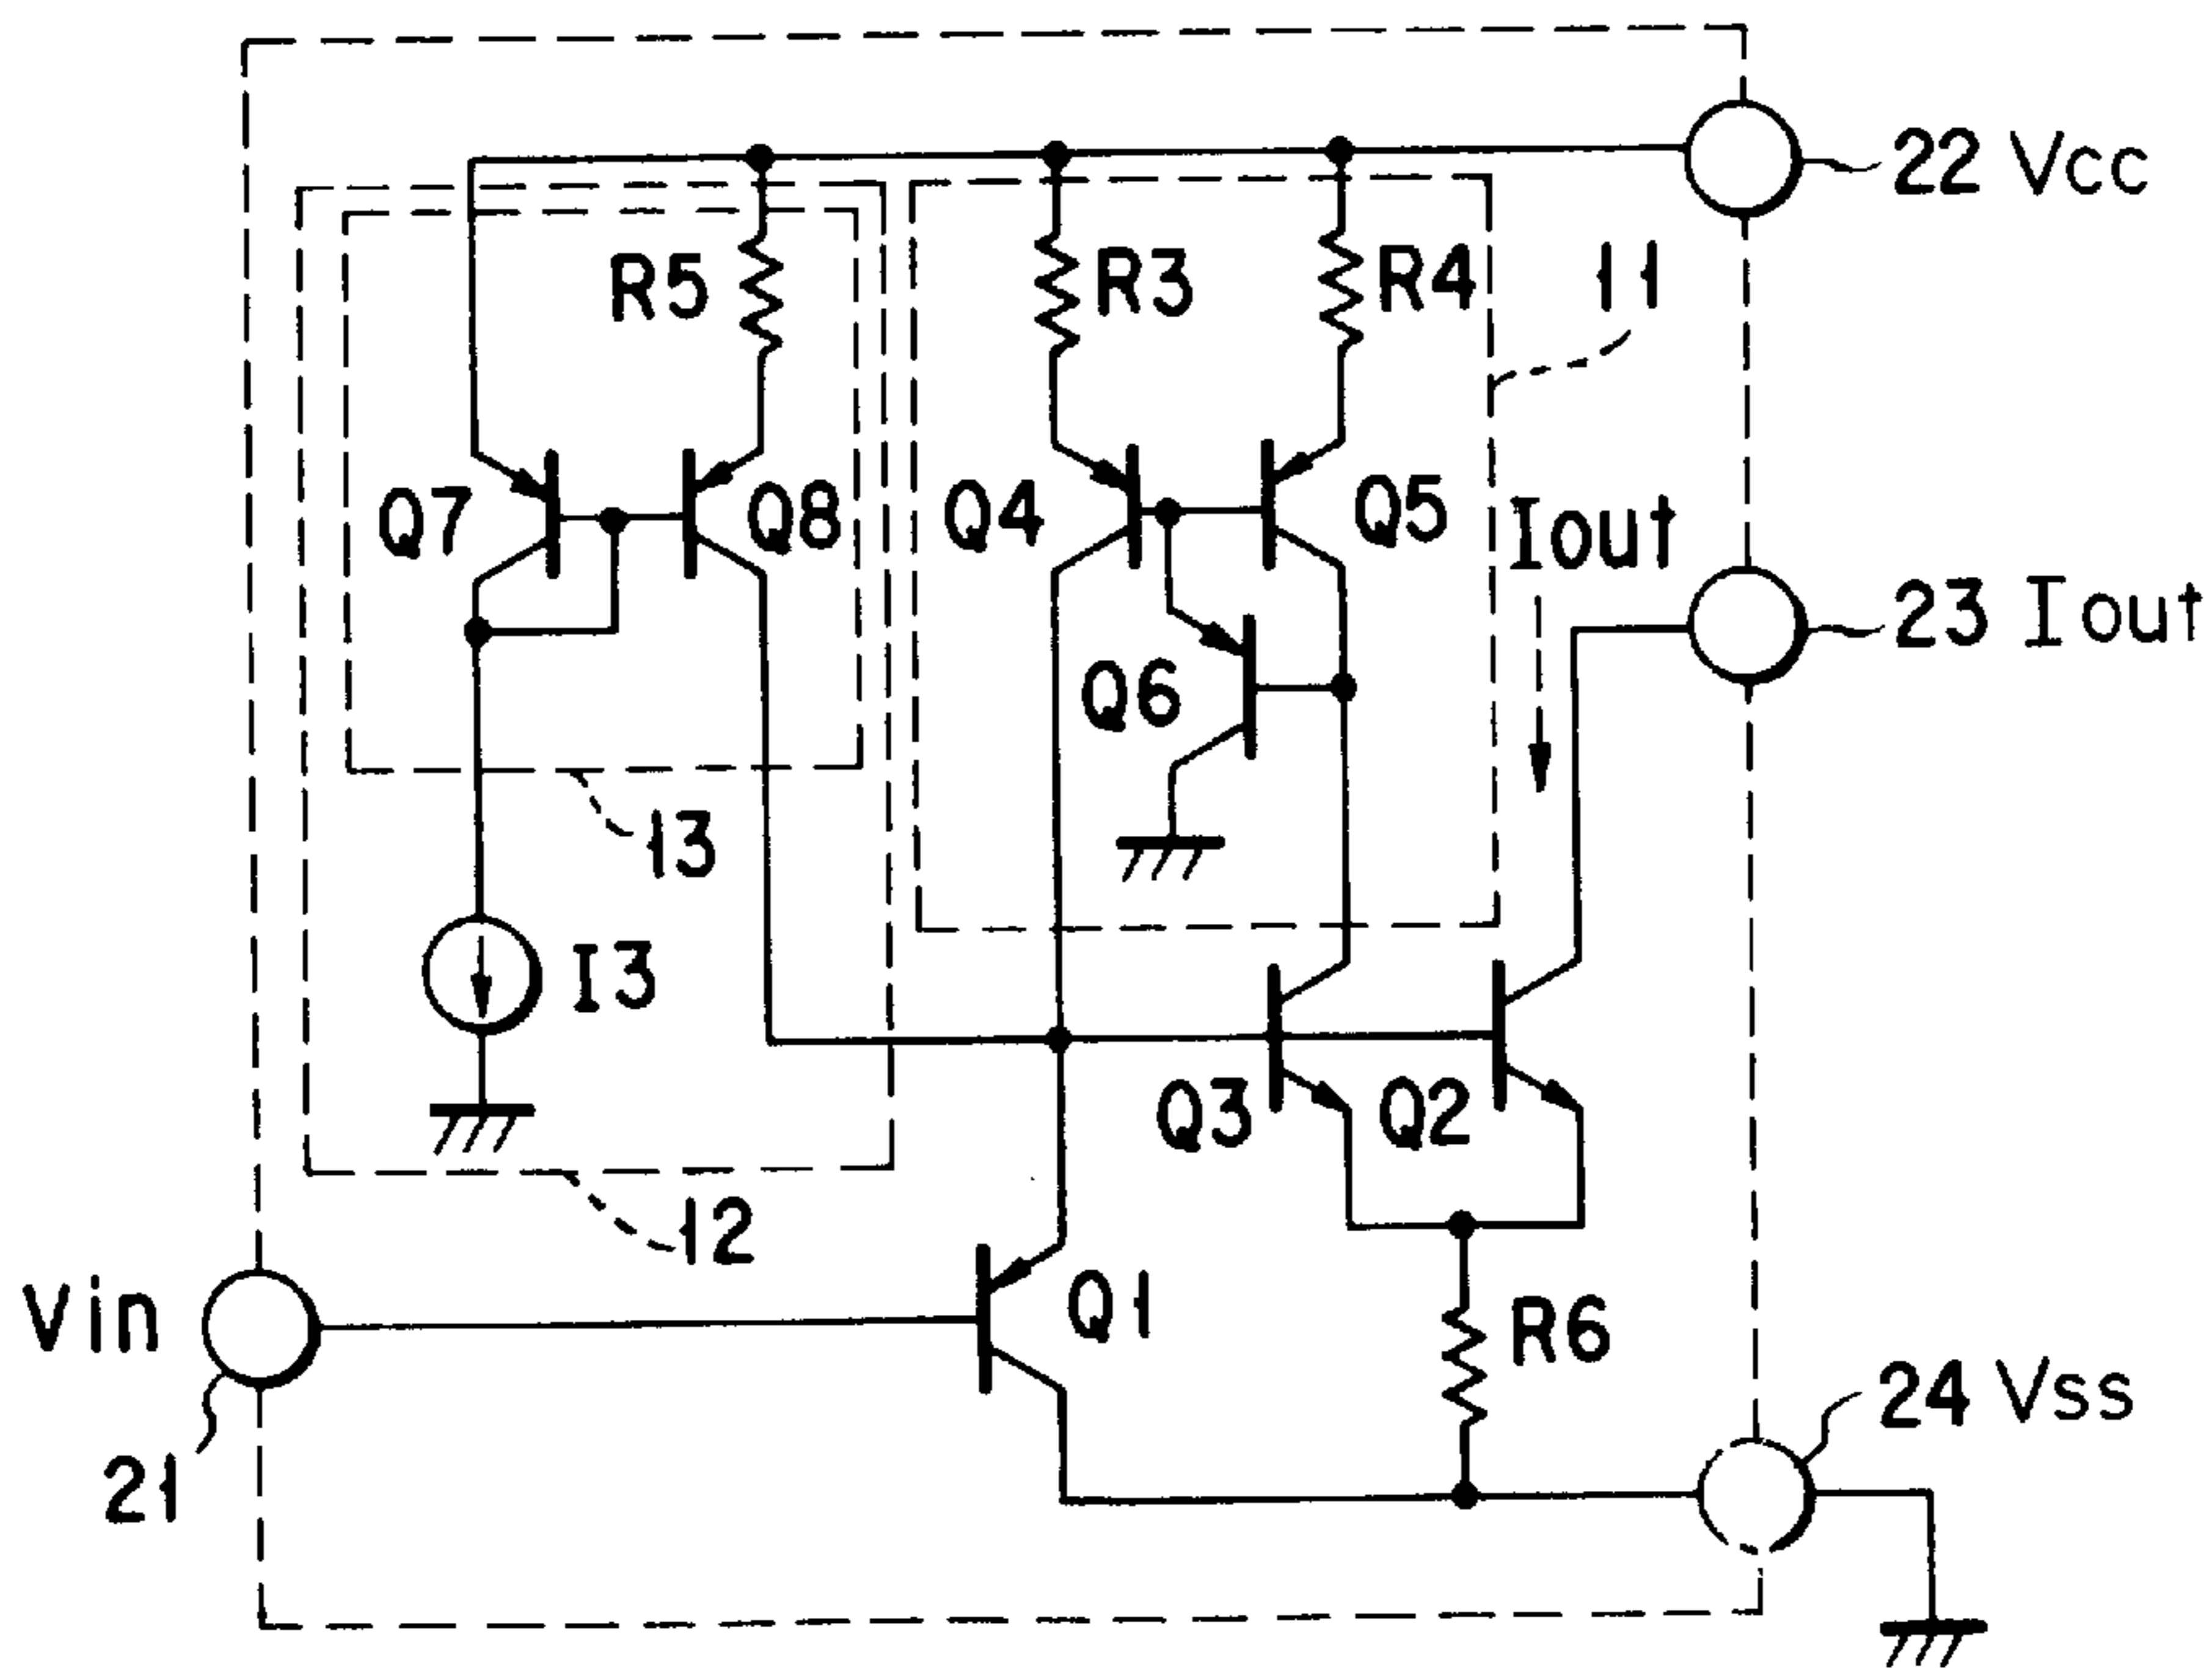 22 Vcc
R5
R3
R4
11
Q7
Q8
Q4
Q5
Iout
23 Iout
Q6
13
I3
Q3
Q2
12
Vin
Q1
R6
24 Vss
21